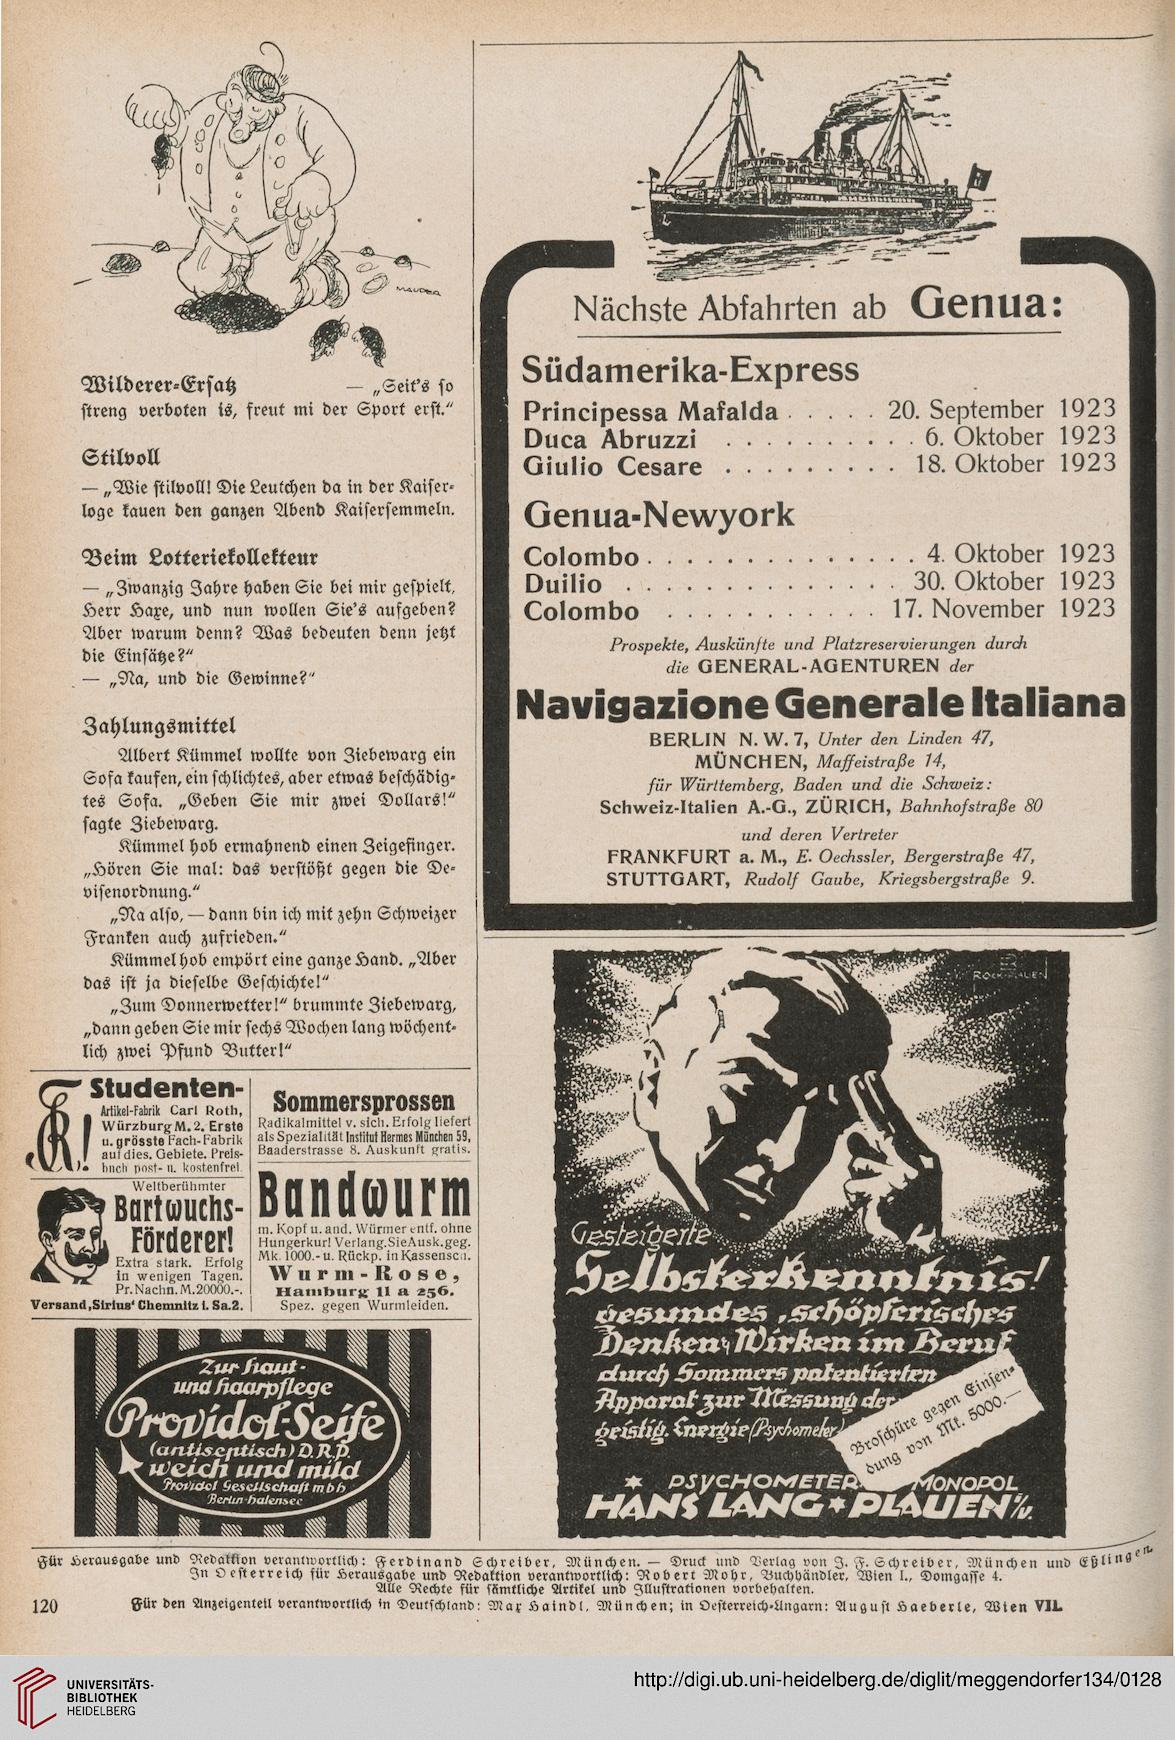 MAUDER
Wilderer-Ersatz — „Seit's so
streng verboten is, freut mi der Sport erst.“
Stilvoll
— „Wie stilvoll! Die Leutchen da in der Kaiser-
loge kauen den ganzen Abend Kaisersemmeln.
Beim Lotteriekollekteur
— „Zwanzig Jahre haben Sie bei mir gespielt,
Herr Haxe, und nun wollen Sie's aufgeben?
Aber warum denn? Was bedeuten denn jetzt
die Einsätze?“
— „Na, und die Gewinne?“
Zahlungsmittel
Albert Kümmel wollte von Ziebewarg ein
Sofa kaufen, ein schlichtes, aber etwas beschädig-
tes Sofa. „Geben Sie mir zwei Dollars!“
sagte Ziebewarg.
Kümmel hob ermahnend einen Zeigefinger.
„Hören Sie mal: das verstößt gegen die De-
visenordnung.“
„Na also, — dann bin ich mit zehn Schweizer
Franken auch zufrieden.“
Kümmel hob empört eine ganze Hand. „Aber
das ist ja dieselbe Geschichte!“
„Zum Donnerwetter!“ brummte Ziebewarg,
„dann geben Sie mir sechs Wochen lang wöchent-
lich zwei Pfund Butter!“
Studenten-
Artikel-Fabrik Carl Roth,
Würzburg M. 2. Erste
u. grösste Fach-Fabrik
auf dies. Gebiete. Preis-
buch post- u. kostenfrei.
Weltberühmter
Bartwuchs-
Förderer!
Extra stark. Erfolg
in wenigen Tagen.
Pr. Nachn. M. 20000.-.
Versand ‚Sirius‘ Chemnitz i. Sa. 2.
Sommersprossen
Radikalmittel v. sich. Erfolg liefert
als Spezialität Institut Hermes München 59,
Baaderstrasse 8. Auskunft gratis.
Bandwurm
m. Kopf u. and. Würmer entf. ohne
Hungerkur! Verlang. Sie Ausk. geg.
Mk. 1000.- u. Rückp. in Kassensch.
Wurm-Rose,
Hamburg 11 a 256.
Spez. gegen Wurmleiden.
Zur Haut-
und Haarpflege
Providol-Seife
(antiseptisch) D.R.P.
weich und mild
Providol Gesellschaft mbh
Berlin-Halensee
Nächste Abfahrten ab Genua:
Südamerika-Express
Principessa Mafalda . . . . . 20. September 1923
Duca Abruzzi . . . . . . . . . . 6. Oktober 1923
Giulio Cesare . . . . . . . . . 18. Oktober 1923
Genua-Newyork
Colombo . . . . . . . . . . . . . . 4. Oktober 1923
Duilio . . . . . . . . . . . . . . 30. Oktober 1923
Colombo . . . . . . . . . . . 17. November 1923
Prospekte, Auskünfte und Platzreservierungen durch
die GENERAL-AGENTUREN der
Navigazione Generale Italiana
BERLIN N. W. 7, Unter den Linden 47,
MÜNCHEN, Maffeistraße 14,
für Württemberg, Baden und die Schweiz:
Schweiz-Italien A.-G., ZÜRICH, Bahnhofstraße 80
und deren Vertreter
FRANKFURT a. M., E. Oechssler, Bergerstraße 47,
STUTTGART, Rudolf Gaube, Kriegsbergstraße 9.
Gesteigerte
Selbsterkenntnis!
gesundes, schöpferisches
Denken u. Wirken im Beruf
durch Sommers patentierten
Apparat zur Messung der
geistig. Energie (Psychometer)
Broschüre gegen Einsen-
dung von Mk. 5000.—
* PSYCHOMETER-MONOPOL
HANS LANG * PLAUEN i/V.
Für Herausgabe und Redaktion verantwortlich: Ferdinand Schreiber, München. — Druck und Verlag von J. F. Schreiber, München und Eßlingen.
In Oesterreich für Herausgabe und Redaktion verantwortlich: Robert Mohr, Buchhändler, Wien I., Domgasse 4.
Alle Rechte für sämtliche Artikel und Illustrationen vorbehalten.
120 Für den Anzeigenteil verantwortlich in Deutschland: Max Haindl, München; in Oesterreich-Ungarn: August Haeberle, Wien VII.
UNIVERSITÄTS-
BIBLIOTHEK
HEIDELBERG
http://digi.ub.uni-heidelberg.de/diglit/meggendorfer134/0128